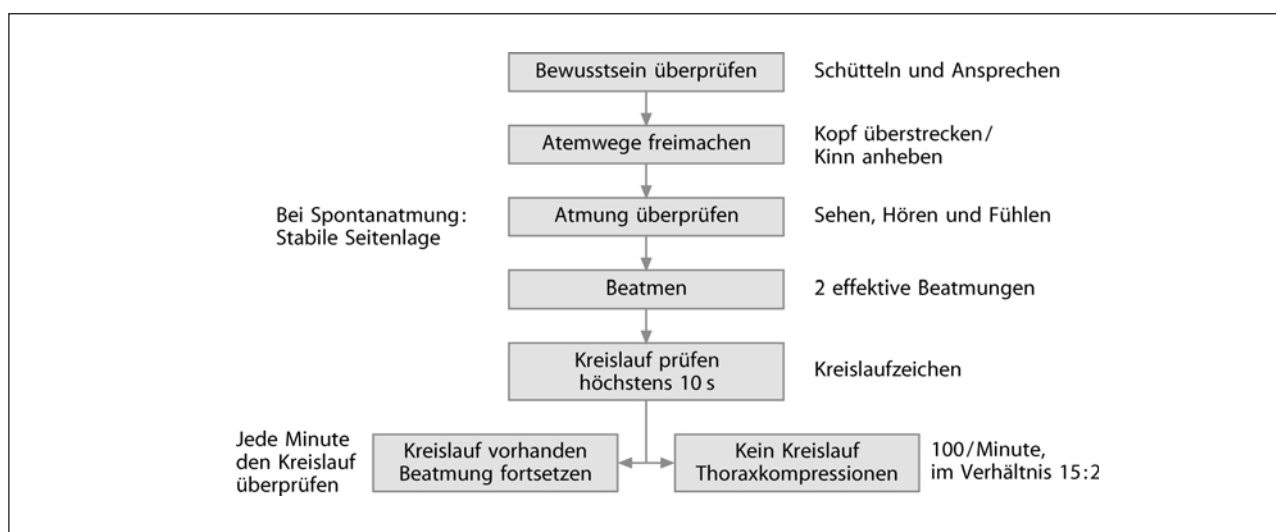 Bewusstsein überprüfen
Schütteln und Ansprechen
Atemwege freimachen
Kopf überstrecken/
Kinn anheben
Bei Spontanatmung:
Stabile Seitenlage
Atmung überprüfen
Sehen, Hören und Fühlen
Beatmen
2 effektive Beatmungen
Kreislauf prüfen
höchstens 10 s
Kreislaufzeichen
Jede Minute
den Kreislauf
überprüfen
Kreislauf vorhanden
Beatmung fortsetzen
Kein Kreislauf
Thoraxkompressionen
100/Minute,
im Verhältnis 15:2